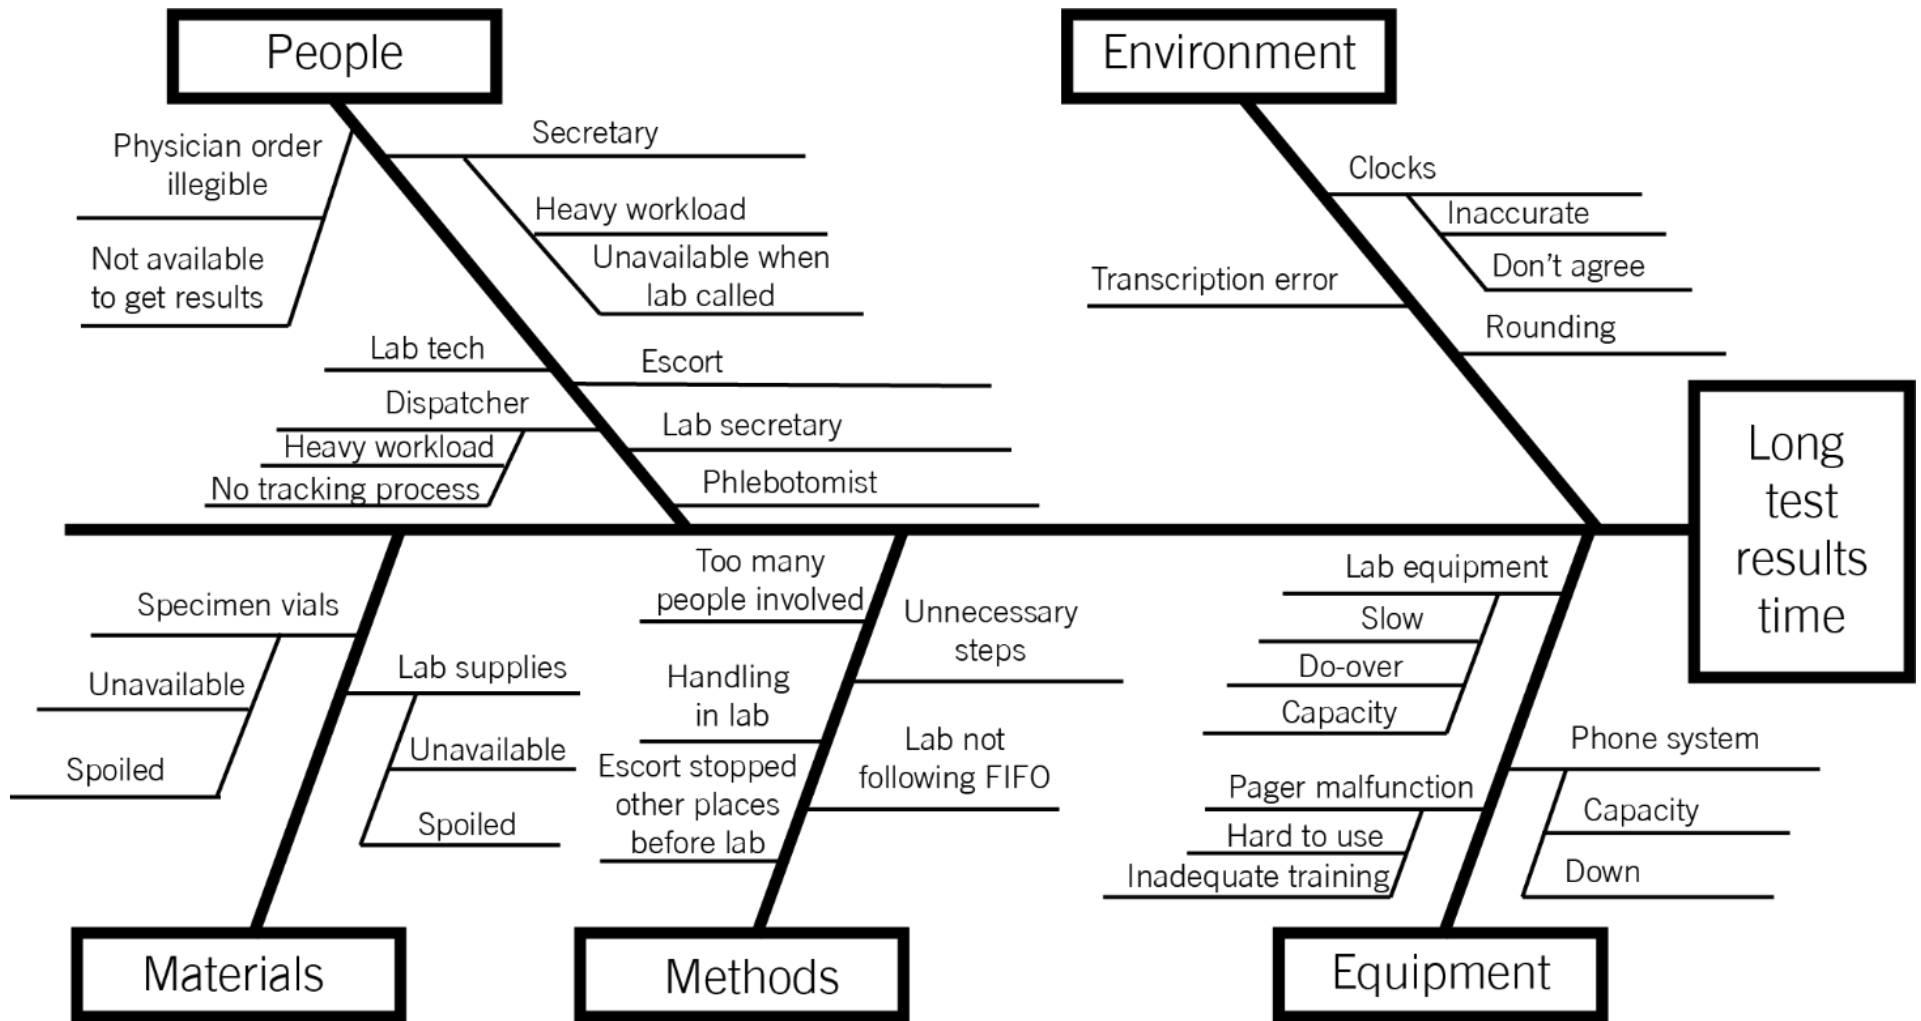 People
Environment
Physician order
illegible
Not available
to get results
Secretary
Heavy workload
Unavailable when
lab called
Lab tech
Dispatcher
Heavy workload
No tracking process
Escort
Lab secretary
Phlebotomist
Clocks
Inaccurate
Don't agree
Transcription error
Rounding
Long
test
results
time
Specimen vials
Unavailable
Spoiled
Lab supplies
Unavailable
Spoiled
Too many
people involved
Handling
in lab
Escort stopped
other places
before lab
Unnecessary
steps
Lab not
following FIFO
Lab equipment
Slow
Do-over
Capacity
Pager malfunction
Hard to use
Inadequate training
Phone system
Capacity
Down
Materials
Methods
Equipment